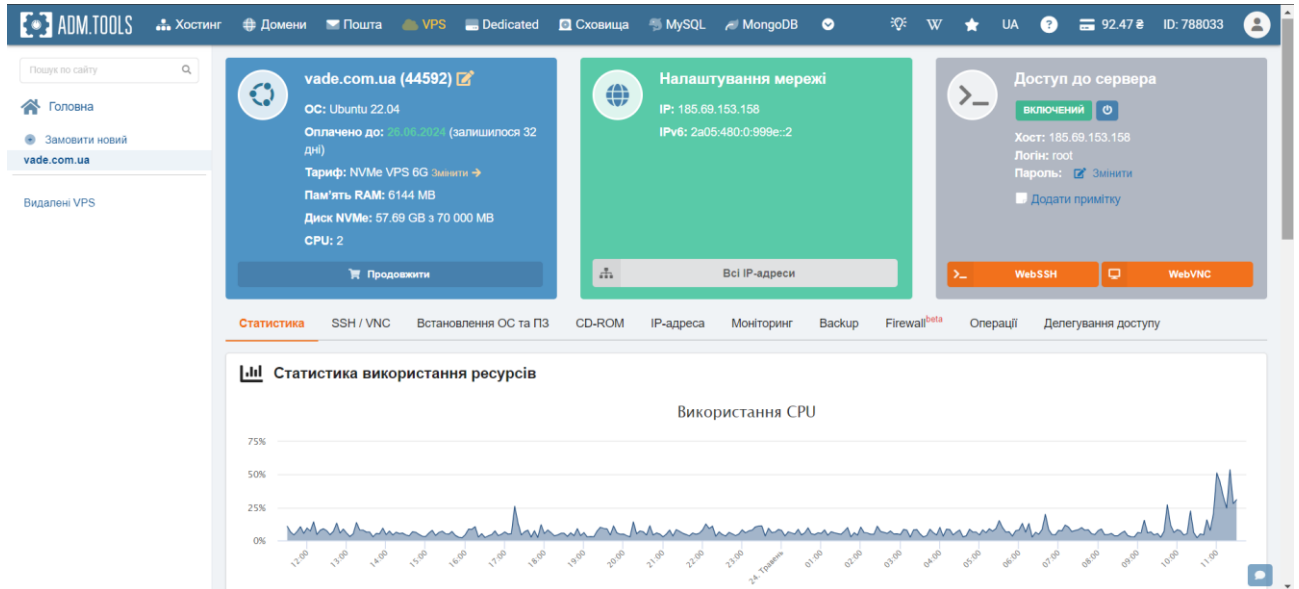 ADM.TOOLS Хостинг Домени Пошта VPS Dedicated Сховища MySQL MongoDB W UA ? 92.47 ₴ ID: 788033
Пошук по сайту
Головна
Замовити новий
vade.com.ua
Видалені VPS
vade.com.ua (44592)
ОС: Ubuntu 22.04
Оплачено до: 26.06.2024 (залишилося 32
дні)
Тариф: NVMe VPS 6G Змінити →
Пам'ять RAM: 6144 MB
Диск NVMe: 57.69 GB з 70 000 MB
CPU: 2
Продовжити
Налаштування мережі
IP: 185.69.153.158
IPv6: 2a05:480:0:999e::2
Всі IP-адреси
Доступ до сервера
включений
Хост: 185.69.153.158
Логін: root
Пароль: Змінити
Додати примітку
>_ WebSSH WebVNC
Статистика SSH / VNC Встановлення ОС та ПЗ CD-ROM IP-адреса Моніторинг Backup Firewall beta Операції Делегування доступу
Статистика використання ресурсів
Використання CPU
75%
50%
25%
0%
12:00 13:00 14:00 15:00 16:00 17:00 18:00 19:00 20:00 21:00 22:00 23:00 24. Травень 01:00 02:00 03:00 04:00 05:00 06:00 07:00 08:00 09:00 10:00 11:00